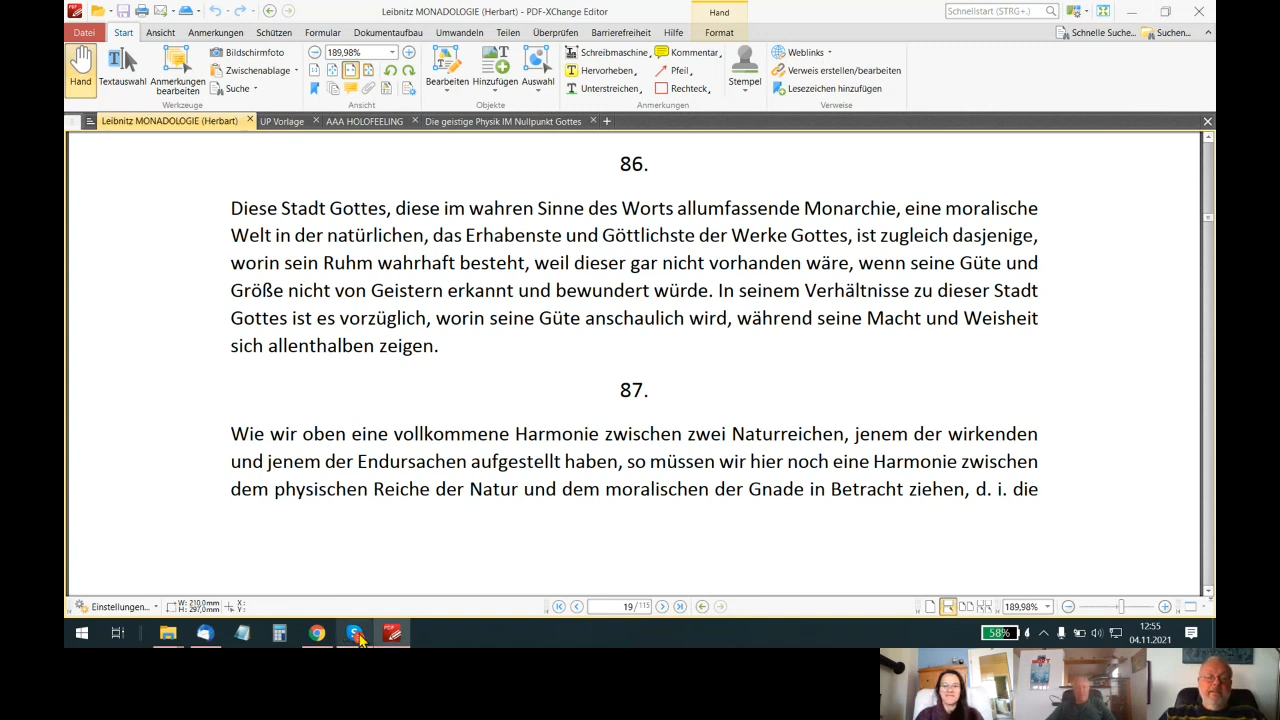 Leibnitz MONADOLOGIE (Herbart) - PDF-XChange Editor
Hand
Schnellstart (STRG+.)
Datei Start Ansicht Anmerkungen Schützen Formular Dokumentaufbau Umwandeln Teilen Überprüfen Barrierefreiheit Lesezeichen Hilfe Format Schnelle Suche... Suchen...
Hand
Textauswahl
Anmerkungen bearbeiten
Bildschirmfoto
Zwischenablage
Suche
Werkzeuge
189,98%
Ansicht
Bearbeiten
Hinzufügen
Auswahl
Objekte
Schreibmaschine
Hervorheben
Unterstreichen
Kommentar
Pfeil
Rechteck
Stempel
Anmerkungen
Weblinks
Verweis erstellen/bearbeiten
Lesezeichen hinzufügen
Verweise
Leibnitz MONADOLOGIE (Herbart) UP Vorlage AAA HOLOFEELING Die geistige Physik IM Nullpunkt Gottes
86.
Diese Stadt Gottes, diese im wahren Sinne des Worts allumfassende Monarchie, eine moralische
Welt in der natürlichen, das Erhabenste und Göttlichste der Werke Gottes, ist zugleich dasjenige,
worin sein Ruhm wahrhaft besteht, weil dieser gar nicht vorhanden wäre, wenn seine Güte und
Größe nicht von Geistern erkannt und bewundert würde. In seinem Verhältnisse zu dieser Stadt
Gottes ist es vorzüglich, worin seine Güte anschaulich wird, während seine Macht und Weisheit
sich allenthalben zeigen.
87.
Wie wir oben eine vollkommene Harmonie zwischen zwei Naturreichen, jenem der wirkenden
und jenem der Endursachen aufgestellt haben, so müssen wir hier noch eine Harmonie zwischen
dem physischen Reiche der Natur und dem moralischen der Gnade in Betracht ziehen, d. i. die
Einstellungen... W: 210,0mm H: 297,0mm X: Y: 19 / 115 189,98%
58% 12:55
04.11.2021